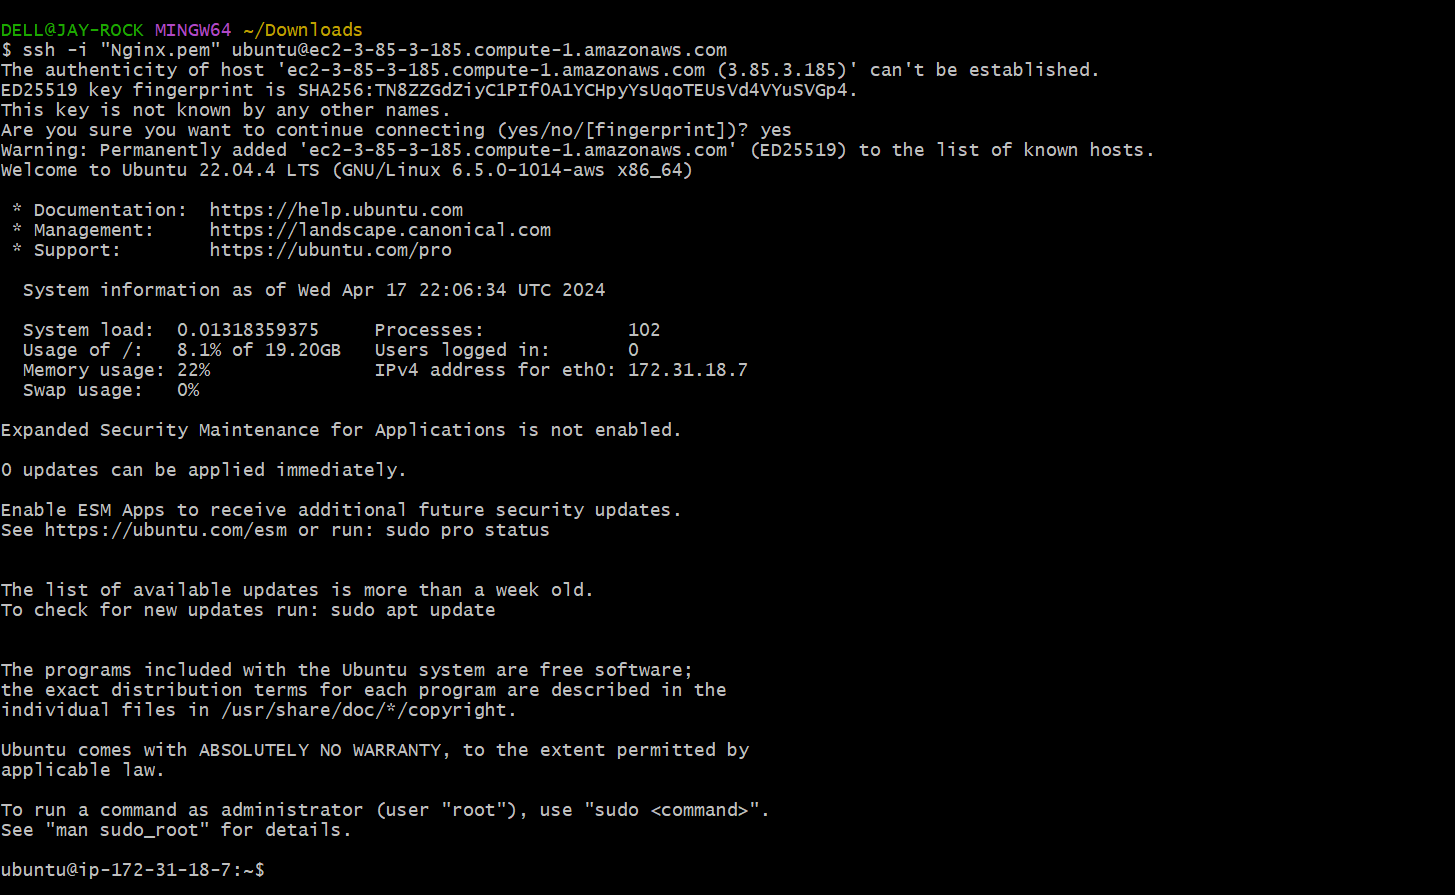 DELL@JAY-ROCK MINGW64 ~/Downloads
$ ssh -i "Nginx.pem" ubuntu@ec2-3-85-3-185.compute-1.amazonaws.com
The authenticity of host 'ec2-3-85-3-185.compute-1.amazonaws.com (3.85.3.185)' can't be established.
ED25519 key fingerprint is SHA256:TN8ZZGdZiyC1PIf0A1YCHpyYsUqoTEUsVd4VYuSVGp4.
This key is not known by any other names.
Are you sure you want to continue connecting (yes/no/[fingerprint])? yes
Warning: Permanently added 'ec2-3-85-3-185.compute-1.amazonaws.com' (ED25519) to the list of known hosts.
Welcome to Ubuntu 22.04.4 LTS (GNU/Linux 6.5.0-1014-aws x86_64)

 * Documentation:  https://help.ubuntu.com
 * Management:     https://landscape.canonical.com
 * Support:        https://ubuntu.com/pro

  System information as of Wed Apr 17 22:06:34 UTC 2024

  System load:  0.01318359375     Processes:             102
  Usage of /:   8.1% of 19.20GB   Users logged in:       0
  Memory usage: 22%               IPv4 address for eth0: 172.31.18.7
  Swap usage:   0%

Expanded Security Maintenance for Applications is not enabled.

0 updates can be applied immediately.

Enable ESM Apps to receive additional future security updates.
See https://ubuntu.com/esm or run: sudo pro status

The list of available updates is more than a week old.
To check for new updates run: sudo apt update

The programs included with the Ubuntu system are free software;
the exact distribution terms for each program are described in the
individual files in /usr/share/doc/*/copyright.

Ubuntu comes with ABSOLUTELY NO WARRANTY, to the extent permitted by
applicable law.

To run a command as administrator (user "root"), use "sudo <command>".
See "man sudo_root" for details.

ubuntu@ip-172-31-18-7:~$